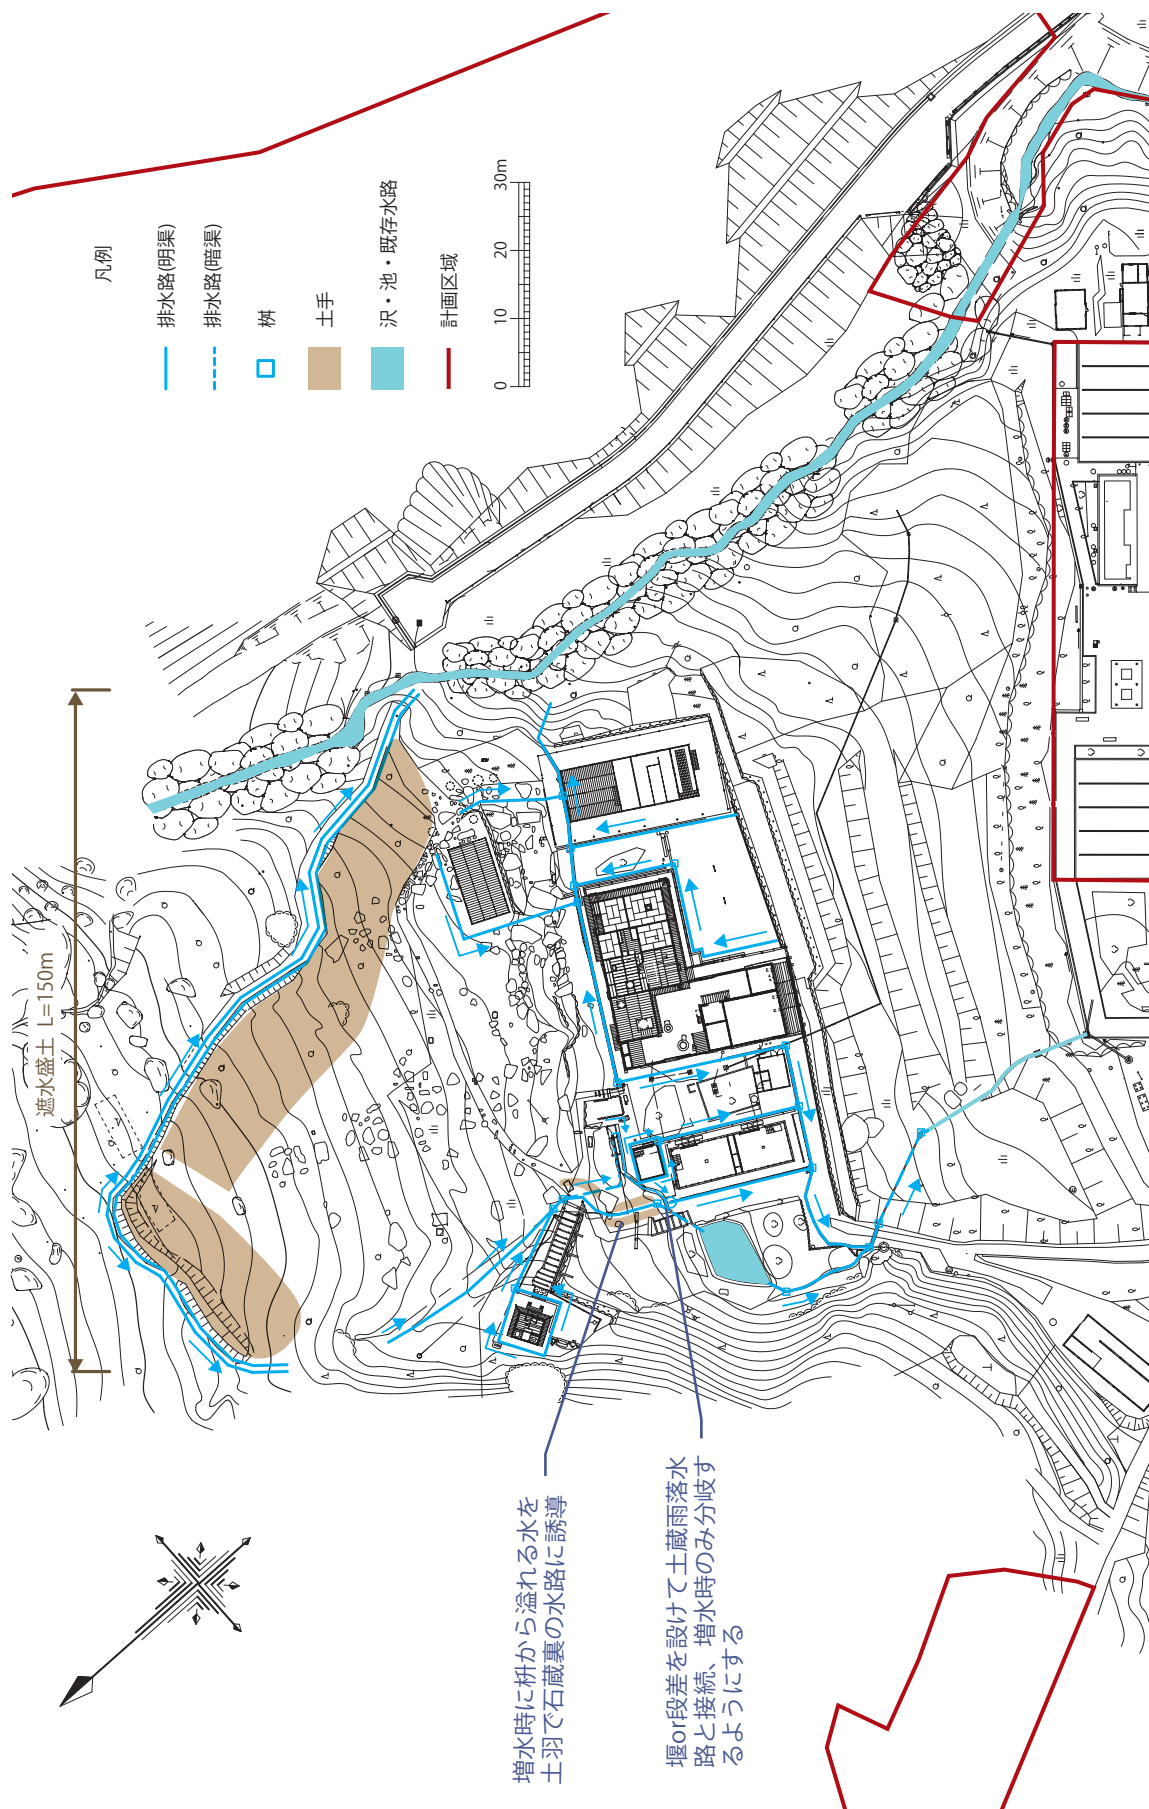 凡例
排水路(明渠)
排水路(暗渠)
桝
土手
沢・池・既存水路
計画区域
0 10 20 30m
遮水盛土 L=150m
増水時に枡から溢れる水を
土羽で石蔵裏の水路に誘導
堰or段差を設けて土蔵雨落水
路と接続、増水時のみ分岐す
るようにする